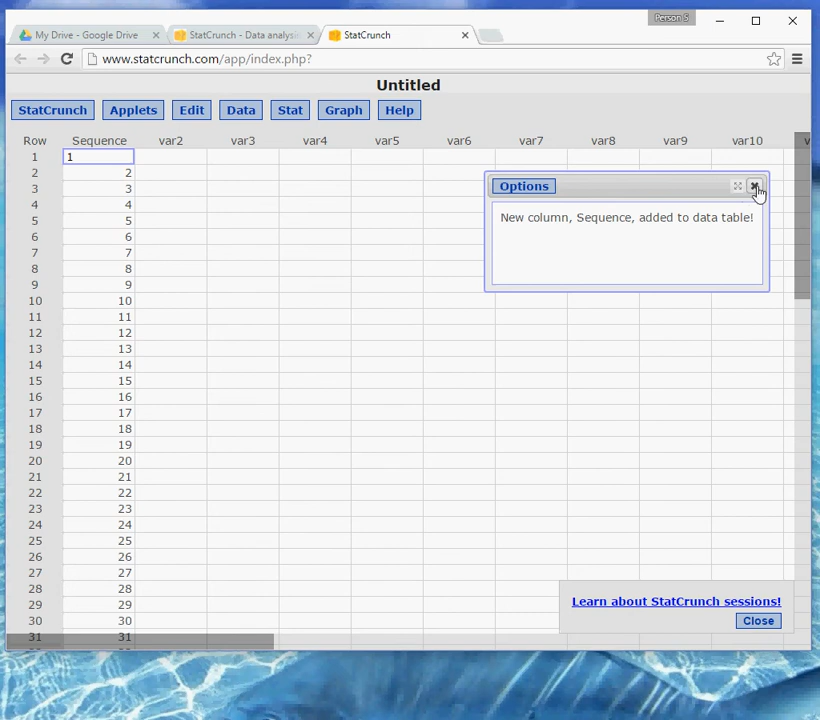 Person 5
My Drive - Google Drive
StatCrunch - Data analysi
StatCrunch
www.statcrunch.com/app/index.php?
Untitled
StatCrunch Applets Edit Data Stat Graph Help
Row Sequence var2 var3 var4 var5 var6 var7 var8 var9 var10 v
1 1
2 2
3 3
4 4
5 5
6 6
7 7
8 8
9 9
10 10
11 11
12 12
13 13
14 14
15 15
16 16
17 17
18 18
19 19
20 20
21 21
22 22
23 23
24 24
25 25
26 26
27 27
28 28
29 29
30 30
31 31
Options
New column, Sequence, added to data table!
Learn about StatCrunch sessions!
Close